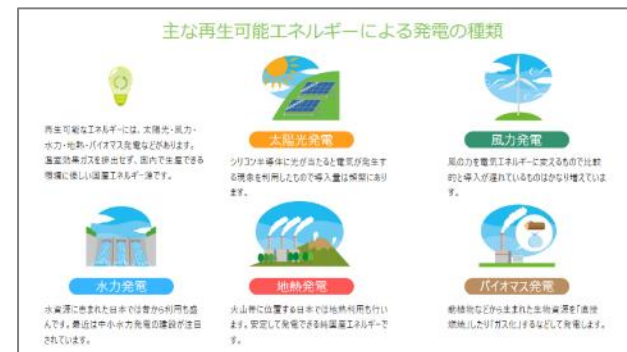 主な再生可能エネルギーによる発電の種類
再生可能なエネルギーには、太陽光・風力・
水力・地熱・バイオマス発電などがあります。
温室効果ガスを排出せず、国内で生産できる
環境に優しい国産エネルギー源です。
太陽光発電
シリコン半導体に光が当たると電気が発生す
る現象を利用したもので導入量は頻繁にあり
ます。
風力発電
風の力を電気エネルギーに変えるもので比較
的と導入が遅れているものはかなり増えていま
す。
水力発電
水資源に恵まれた日本では昔から利用も盛
んです。最近は中小水力発電の建設が注目
されています。
地熱発電
火山帯に位置する日本では地熱利用も行い
ます。安定して発電できる純国産エネルギーで
す。
バイオマス発電
動植物などから生まれた生物資源を「直接
燃焼」したり「ガス化」するなどして発電します。